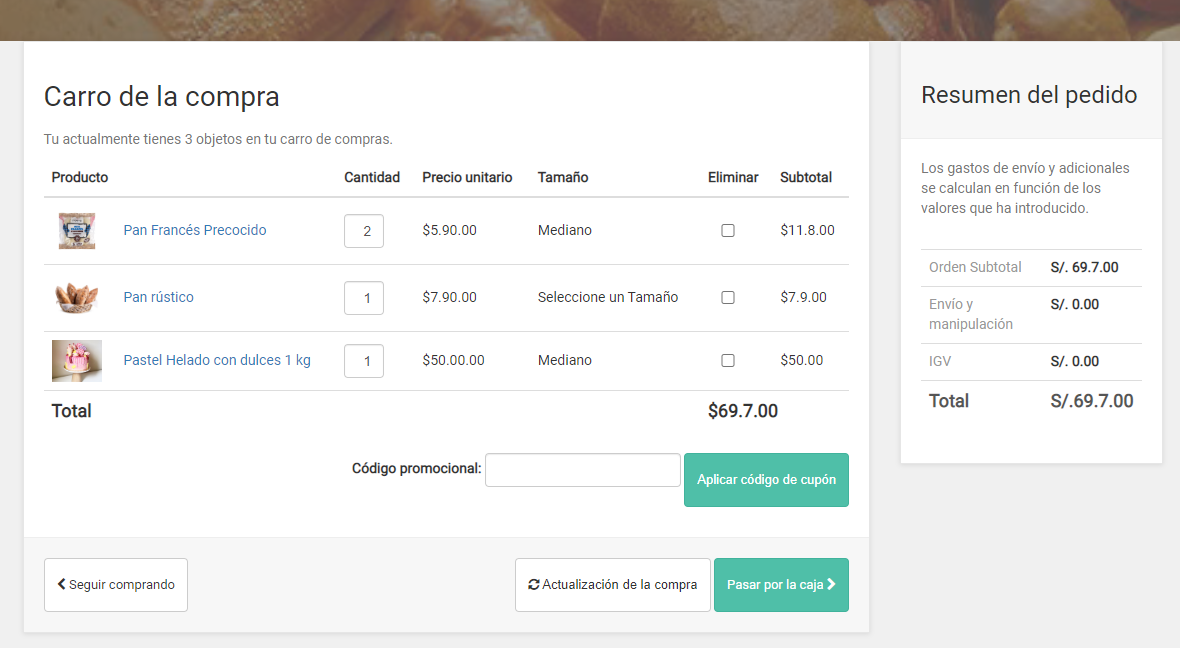 Carro de la compra
Tu actualmente tienes 3 objetos en tu carro de compras.
Producto Cantidad Precio unitario Tamaño Eliminar Subtotal
Pan Francés Precocido 2 $5.90.00 Mediano $11.8.00
Pan rústico 1 $7.90.00 Seleccione un Tamaño $7.9.00
Pastel Helado con dulces 1 kg 1 $50.00.00 Mediano $50.00
Total $69.7.00
Código promocional: Aplicar código de cupón
Seguir comprando Actualización de la compra Pasar por la caja
Resumen del pedido
Los gastos de envío y adicionales
se calculan en función de los
valores que ha introducido.
Orden Subtotal S/. 69.7.00
Envío y S/. 0.00
manipulación
IGV S/. 0.00
Total S/.69.7.00